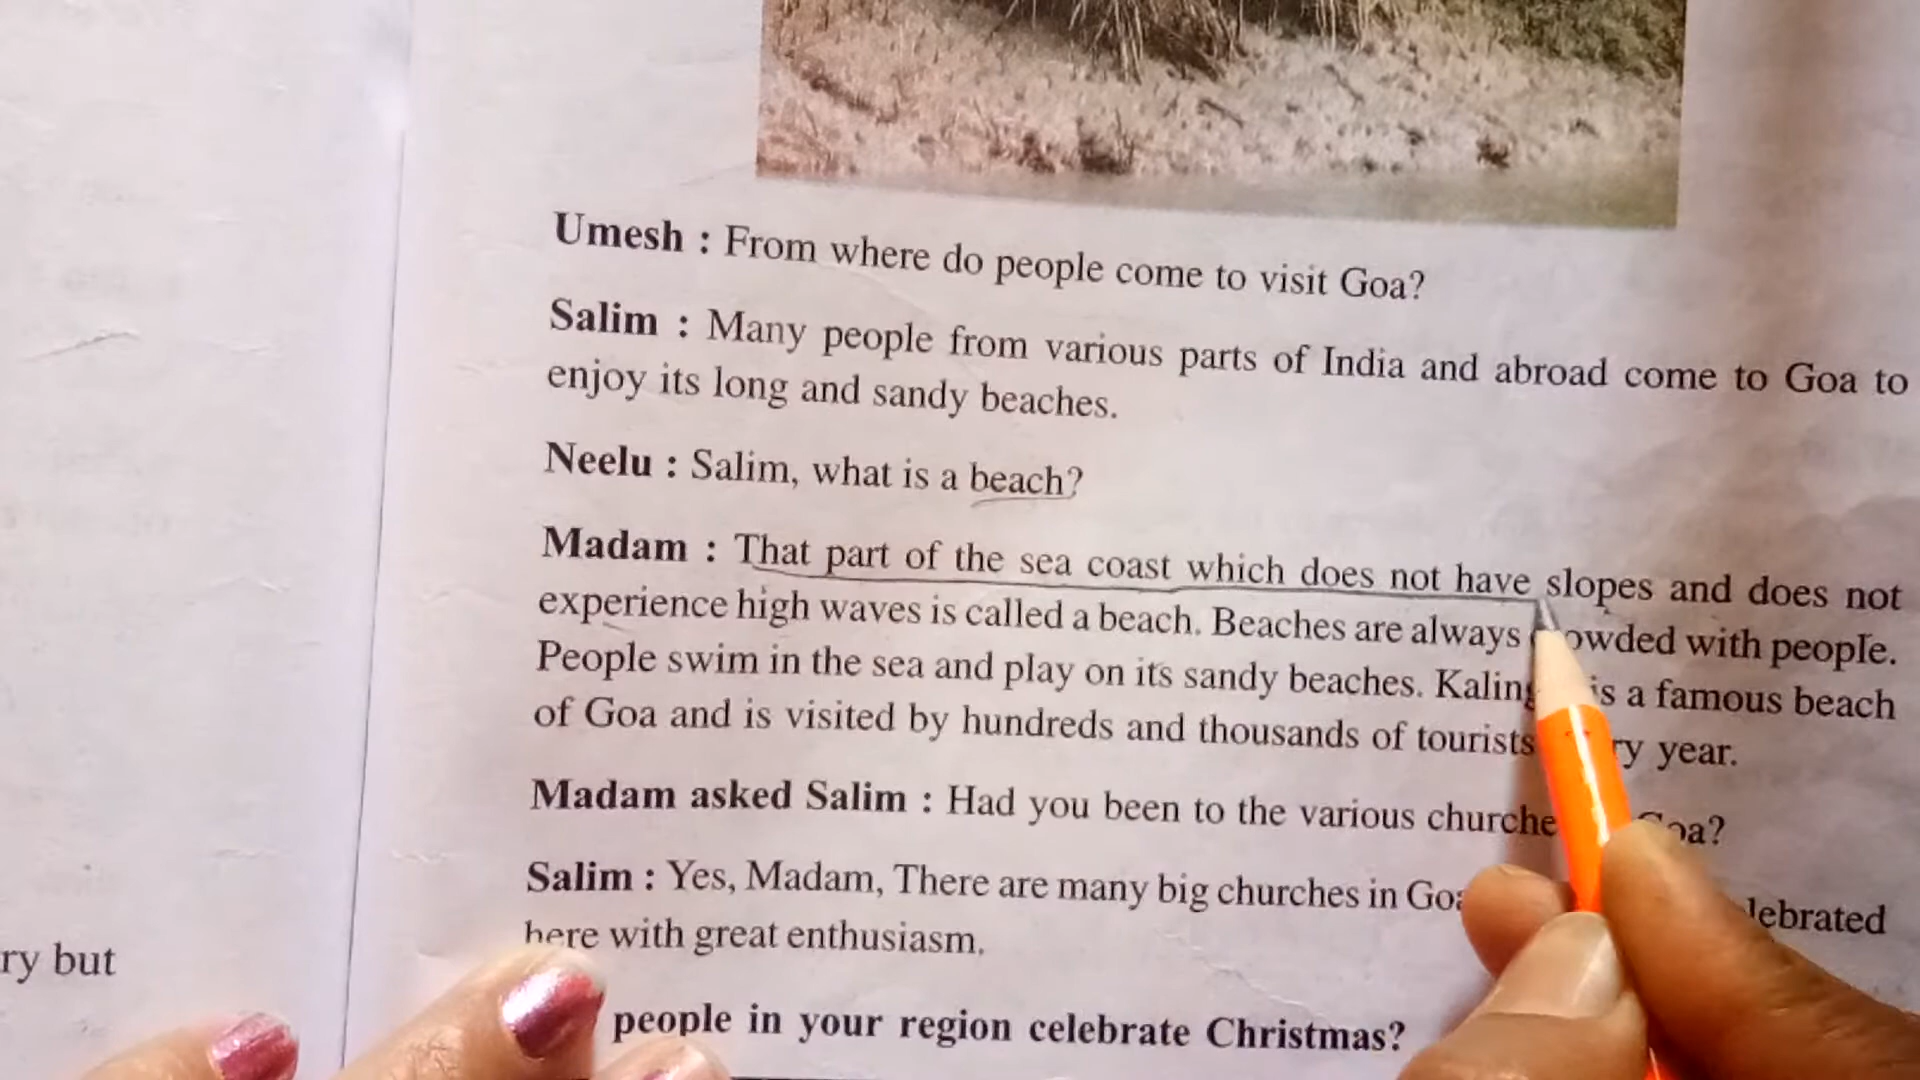 Umesh : From where do people come to visit Goa?
Salim : Many people from various parts of India and abroad come to Goa to
enjoy its long and sandy beaches.
Neelu : Salim, what is a beach?
Madam : That part of the sea coast which does not have slopes and does not
experience high waves is called a beach. Beaches are always with people.
People swim in the sea and play on its sandy beaches. is a famous beach
of Goa and is visited by hundreds and thousands of tourists year.
Madam asked Salim : Had you been to the various Goa?
Salim : Yes, Madam, There are many big churches in
here with great enthusiasm.
ry but
people in your region celebrate Christmas?